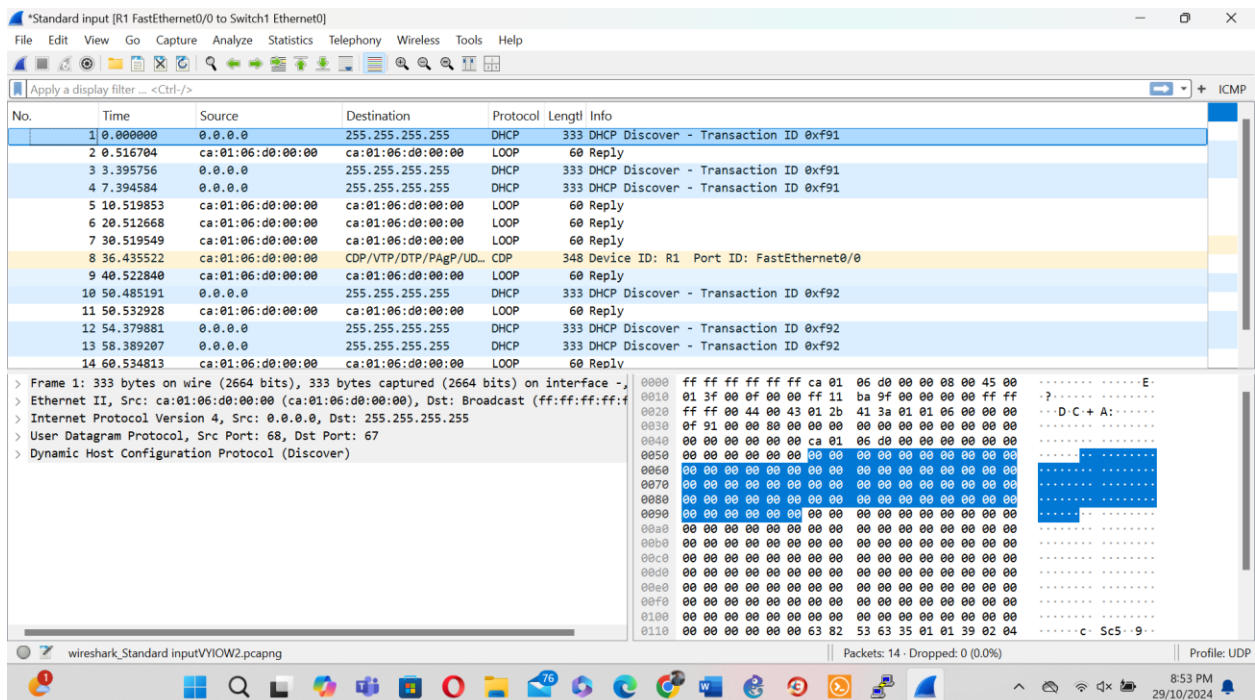 *Standard input [R1 FastEthernet0/0 to Switch1 Ethernet0]
File Edit View Go Capture Analyze Statistics Telephony Wireless Tools Help
Apply a display filter ... <Ctrl-/> + ICMP
No. Time Source Destination Protocol Length Info
1 0.000000 0.0.0.0 255.255.255.255 DHCP 333 DHCP Discover - Transaction ID 0xf91
2 0.516704 ca:01:06:d0:00:00 ca:01:06:d0:00:00 LOOP 60 Reply
3 3.395756 0.0.0.0 255.255.255.255 DHCP 333 DHCP Discover - Transaction ID 0xf91
4 7.394584 0.0.0.0 255.255.255.255 DHCP 333 DHCP Discover - Transaction ID 0xf91
5 10.519853 ca:01:06:d0:00:00 ca:01:06:d0:00:00 LOOP 60 Reply
6 20.512668 ca:01:06:d0:00:00 ca:01:06:d0:00:00 LOOP 60 Reply
7 30.519549 ca:01:06:d0:00:00 ca:01:06:d0:00:00 LOOP 60 Reply
8 36.435522 ca:01:06:d0:00:00 CDP/VTP/DTP/PAgP/UD… CDP 348 Device ID: R1 Port ID: FastEthernet0/0
9 40.522840 ca:01:06:d0:00:00 ca:01:06:d0:00:00 LOOP 60 Reply
10 50.485191 0.0.0.0 255.255.255.255 DHCP 333 DHCP Discover - Transaction ID 0xf92
11 50.532928 ca:01:06:d0:00:00 ca:01:06:d0:00:00 LOOP 60 Reply
12 54.379881 0.0.0.0 255.255.255.255 DHCP 333 DHCP Discover - Transaction ID 0xf92
13 58.389207 0.0.0.0 255.255.255.255 DHCP 333 DHCP Discover - Transaction ID 0xf92
14 60.534813 ca:01:06:d0:00:00 ca:01:06:d0:00:00 LOOP 60 Reply
> Frame 1: 333 bytes on wire (2664 bits), 333 bytes captured (2664 bits) on interface -,
> Ethernet II, Src: ca:01:06:d0:00:00 (ca:01:06:d0:00:00), Dst: Broadcast (ff:ff:ff:ff:f
> Internet Protocol Version 4, Src: 0.0.0.0, Dst: 255.255.255.255
> User Datagram Protocol, Src Port: 68, Dst Port: 67
> Dynamic Host Configuration Protocol (Discover)
0000 ff ff ff ff ff ff ca 01 06 d0 00 00 08 00 45 00 ········ ······E·
0010 01 3f 00 0f 00 00 ff 11 ba 9f 00 00 00 00 ff ff ·?······ ········
0020 ff ff 00 44 00 43 01 2b 41 3a 01 01 06 00 00 00 ···D·C·+ A:······
0030 0f 91 00 00 80 00 00 00 00 00 00 00 00 00 00 00 ········ ········
0040 00 00 00 00 00 00 ca 01 06 d0 00 00 00 00 00 00 ········ ········
0050 00 00 00 00 00 00 00 00 00 00 00 00 00 00 00 00 ········ ········
0060 00 00 00 00 00 00 00 00 00 00 00 00 00 00 00 00 ········ ········
0070 00 00 00 00 00 00 00 00 00 00 00 00 00 00 00 00 ········ ········
0080 00 00 00 00 00 00 00 00 00 00 00 00 00 00 00 00 ········ ········
0090 00 00 00 00 00 00 00 00 00 00 00 00 00 00 00 00 ········ ········
00a0 00 00 00 00 00 00 00 00 00 00 00 00 00 00 00 00 ········ ········
00b0 00 00 00 00 00 00 00 00 00 00 00 00 00 00 00 00 ········ ········
00c0 00 00 00 00 00 00 00 00 00 00 00 00 00 00 00 00 ········ ········
00d0 00 00 00 00 00 00 00 00 00 00 00 00 00 00 00 00 ········ ········
00e0 00 00 00 00 00 00 00 00 00 00 00 00 00 00 00 00 ········ ········
00f0 00 00 00 00 00 00 00 00 00 00 00 00 00 00 00 00 ········ ········
0100 00 00 00 00 00 00 00 00 00 00 00 00 00 00 00 00 ········ ········
0110 00 00 00 00 00 00 63 82 53 63 35 01 01 39 02 04 ······c· Sc5··9··
wireshark_Standard inputVYIOW2.pcapng Packets: 14 · Dropped: 0 (0.0%) Profile: UDP
1 76 8:53 PM
29/10/2024